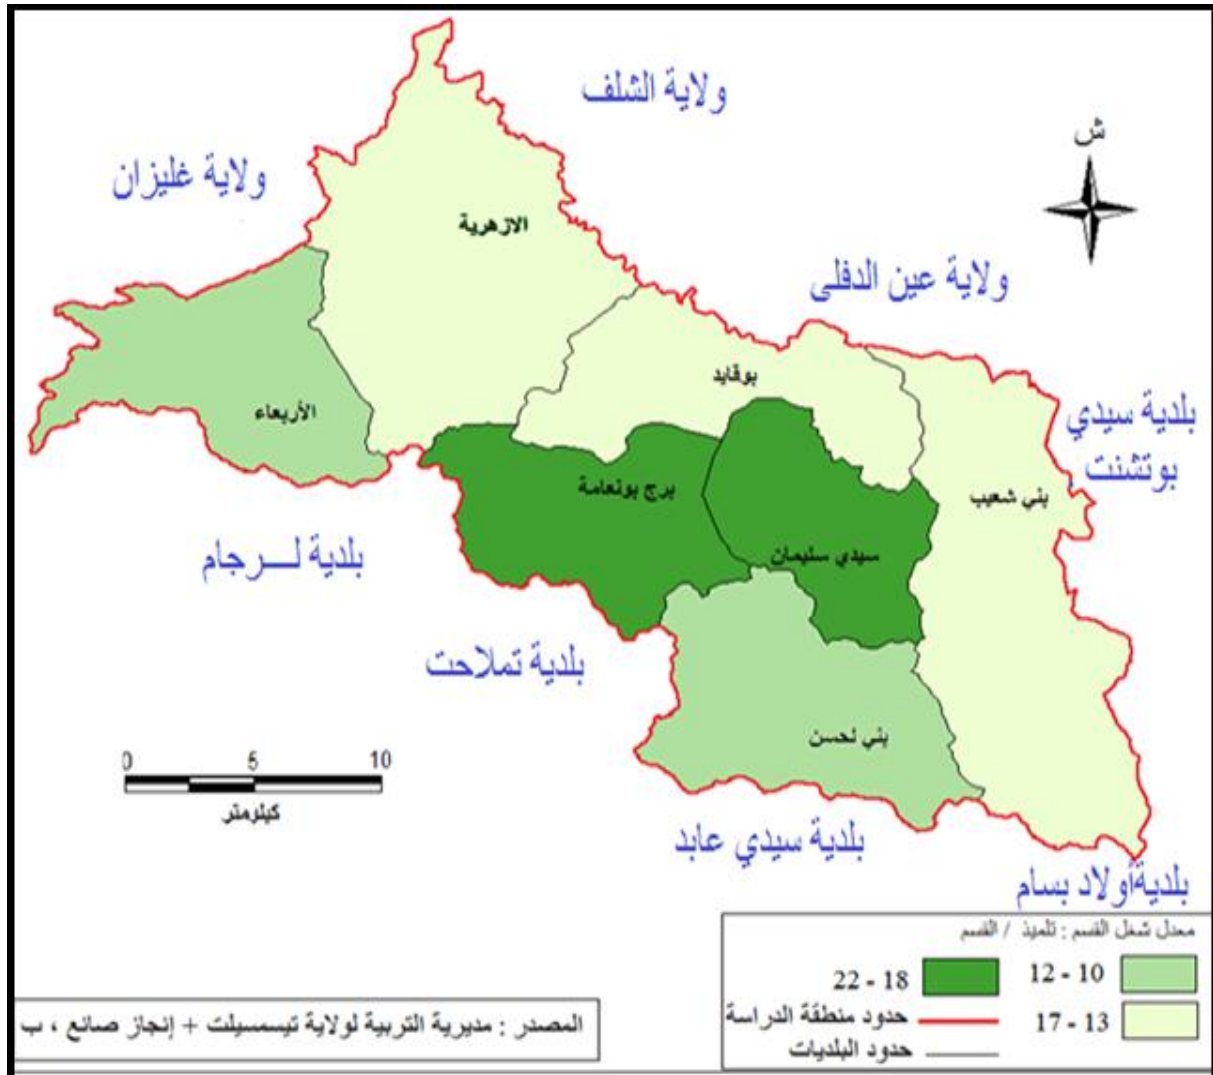 ولاية الشلف
ش
ولاية غليزان
الازهرية
ولاية عين الدفلى
بوقايد
بلدية سيدي
بوتشنت
الأربعاء
برج بونعامة
بني شعيب
سيدي سليمان
بلدية لـــرجام
بلدية تملاحت
بني لحسن
0 5 10
كيلومتر
بلدية سيدي عابد
بلديةأولاد بسام
معدل شغل القسم : تلميذ / القسم
10 - 12
18 - 22
13 - 17
حدود منطقة الدراسة
حدود البلديات
المصدر : مديرية التربية لولاية تيسمسيلت + إنجاز صانع ، ب